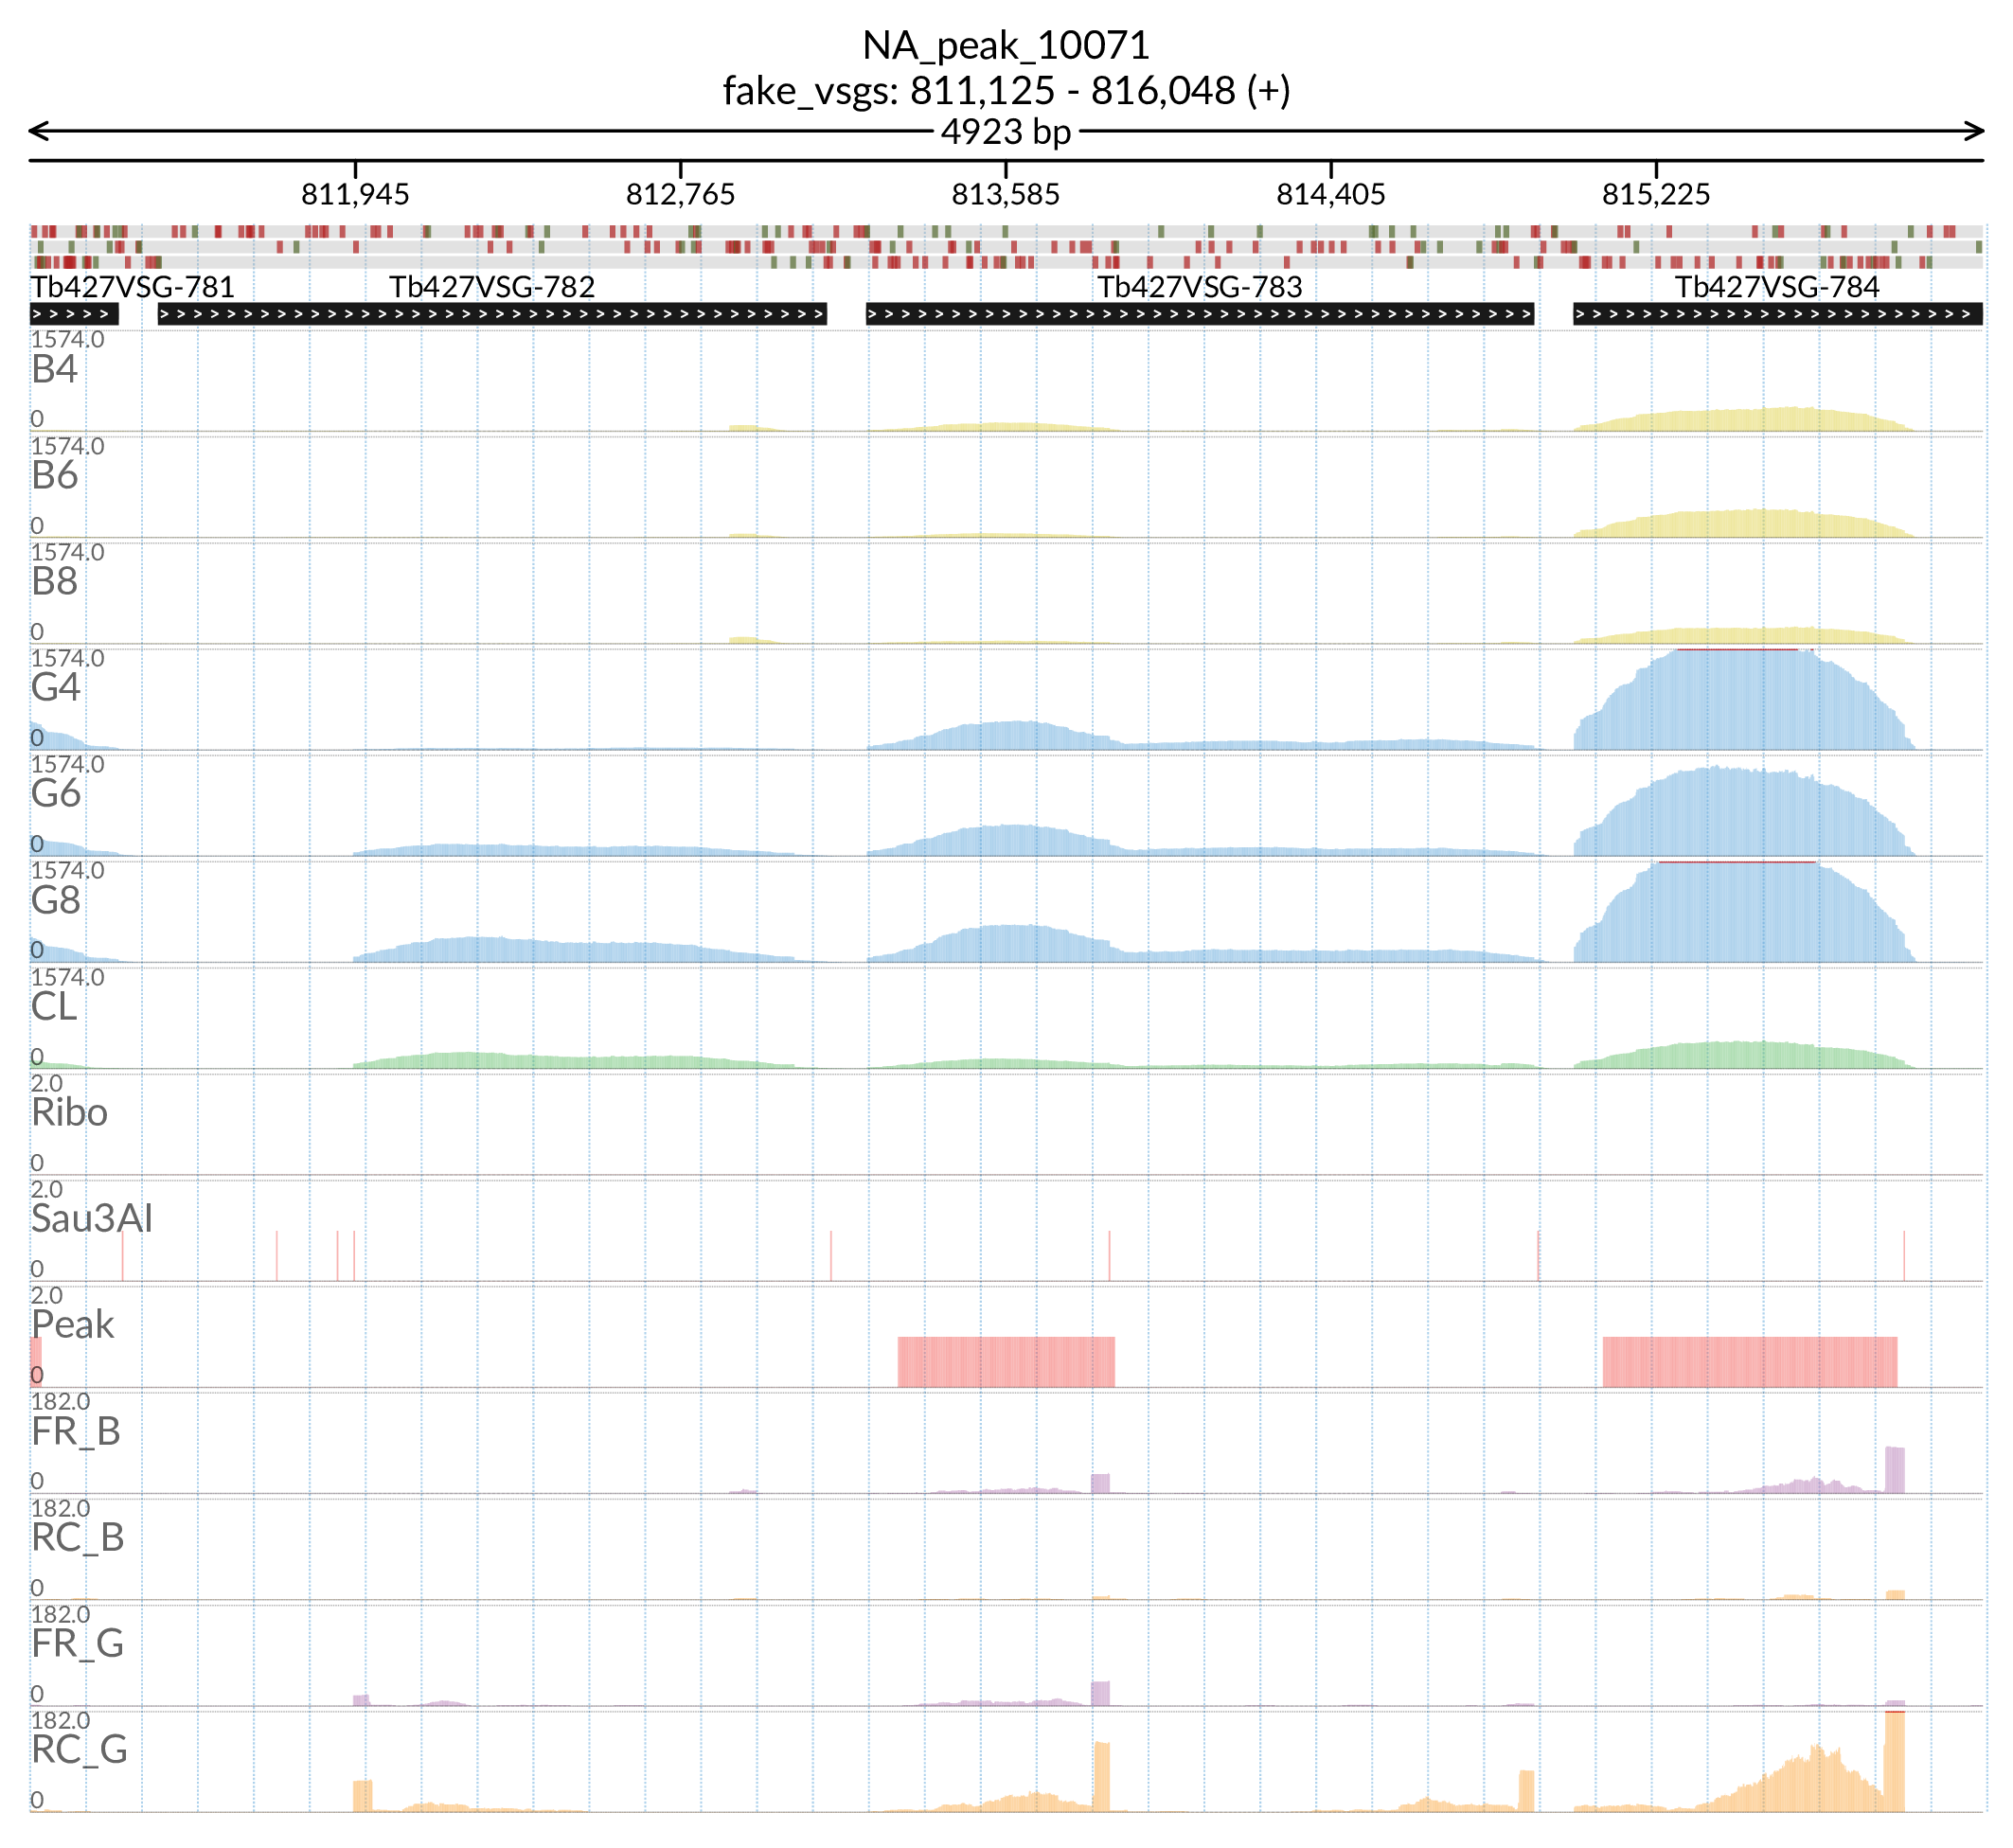 NA_peak_10071
fake_vsgs: 811,125 - 816,048 (+)
4923 bp
811,945 812,765 813,585 814,405 815,225
Tb427VSG-781 Tb427VSG-782 Tb427VSG-783 Tb427VSG-784
1574.0
B4
0
1574.0
B6
0
1574.0
B8
0
1574.0
G4
0
1574.0
G6
0
1574.0
G8
0
1574.0
CL
0
2.0
Ribo
0
2.0
Sau3AI
0
2.0
Peak
0
182.0
FR_B
0
182.0
RC_B
0
182.0
FR_G
0
182.0
RC_G
0